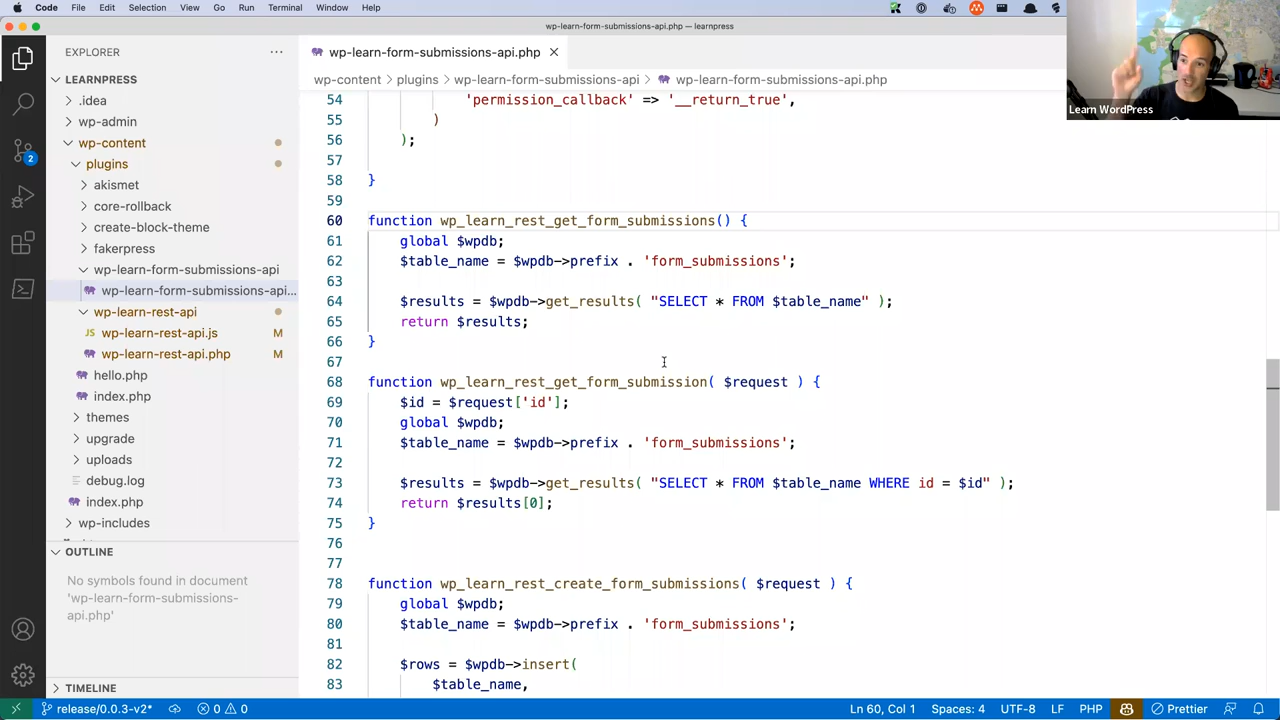 Code File Edit Selection View Go Run Terminal Window Help
wp-learn-form-submissions-api.php — learnpress
EXPLORER
LEARNPRESS
.idea
wp-admin
wp-content
plugins
akismet
core-rollback
create-block-theme
fakerpress
wp-learn-form-submissions-api
wp-learn-form-submissions-api...
wp-learn-rest-api
wp-learn-rest-api.js M
wp-learn-rest-api.php M
hello.php
index.php
themes
upgrade
uploads
debug.log
index.php
wp-includes
OUTLINE
No symbols found in document
'wp-learn-form-submissions-
api.php'
TIMELINE
wp-learn-form-submissions-api.php
wp-content > plugins > wp-learn-form-submissions-api > wp-learn-form-submissions-api.php
54 'permission_callback' => '__return_true',
55 )
56 );
57
58 }
59
60 function wp_learn_rest_get_form_submissions() {
61 global $wpdb;
62 $table_name = $wpdb->prefix . 'form_submissions';
63
64 $results = $wpdb->get_results( "SELECT * FROM $table_name" );
65 return $results;
66 }
67
68 function wp_learn_rest_get_form_submission( $request ) {
69 $id = $request['id'];
70 global $wpdb;
71 $table_name = $wpdb->prefix . 'form_submissions';
72
73 $results = $wpdb->get_results( "SELECT * FROM $table_name WHERE id = $id" );
74 return $results[0];
75 }
76
77
78 function wp_learn_rest_create_form_submissions( $request ) {
79 global $wpdb;
80 $table_name = $wpdb->prefix . 'form_submissions';
81
82 $rows = $wpdb->insert(
83 $table_name,
Learn WordPress
2
release/0.0.3-v2* 0 0 Ln 60, Col 1 Spaces: 4 UTF-8 LF PHP Prettier